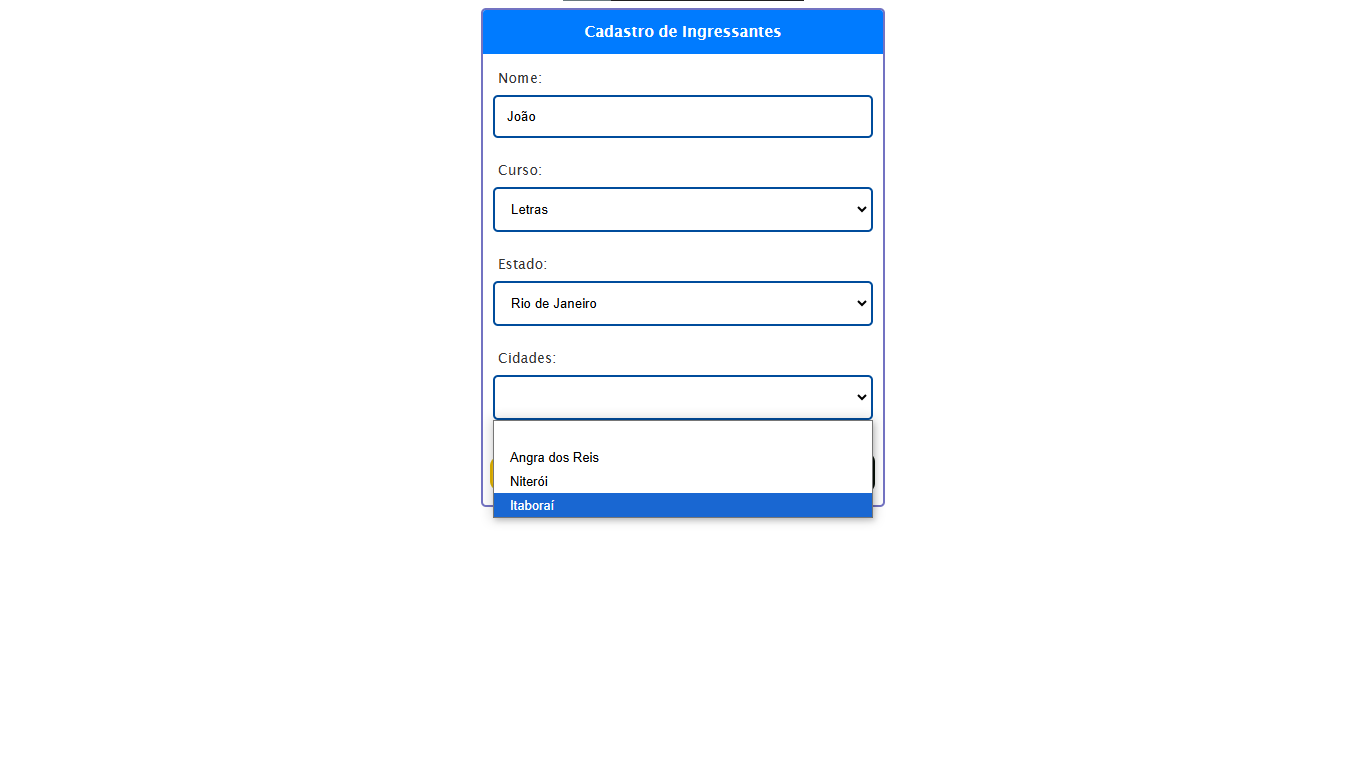 Cadastro de Ingressantes
Nome:
João
Curso:
Letras
Estado:
Rio de Janeiro
Cidades:
Angra dos Reis
Niterói
Itaboraí